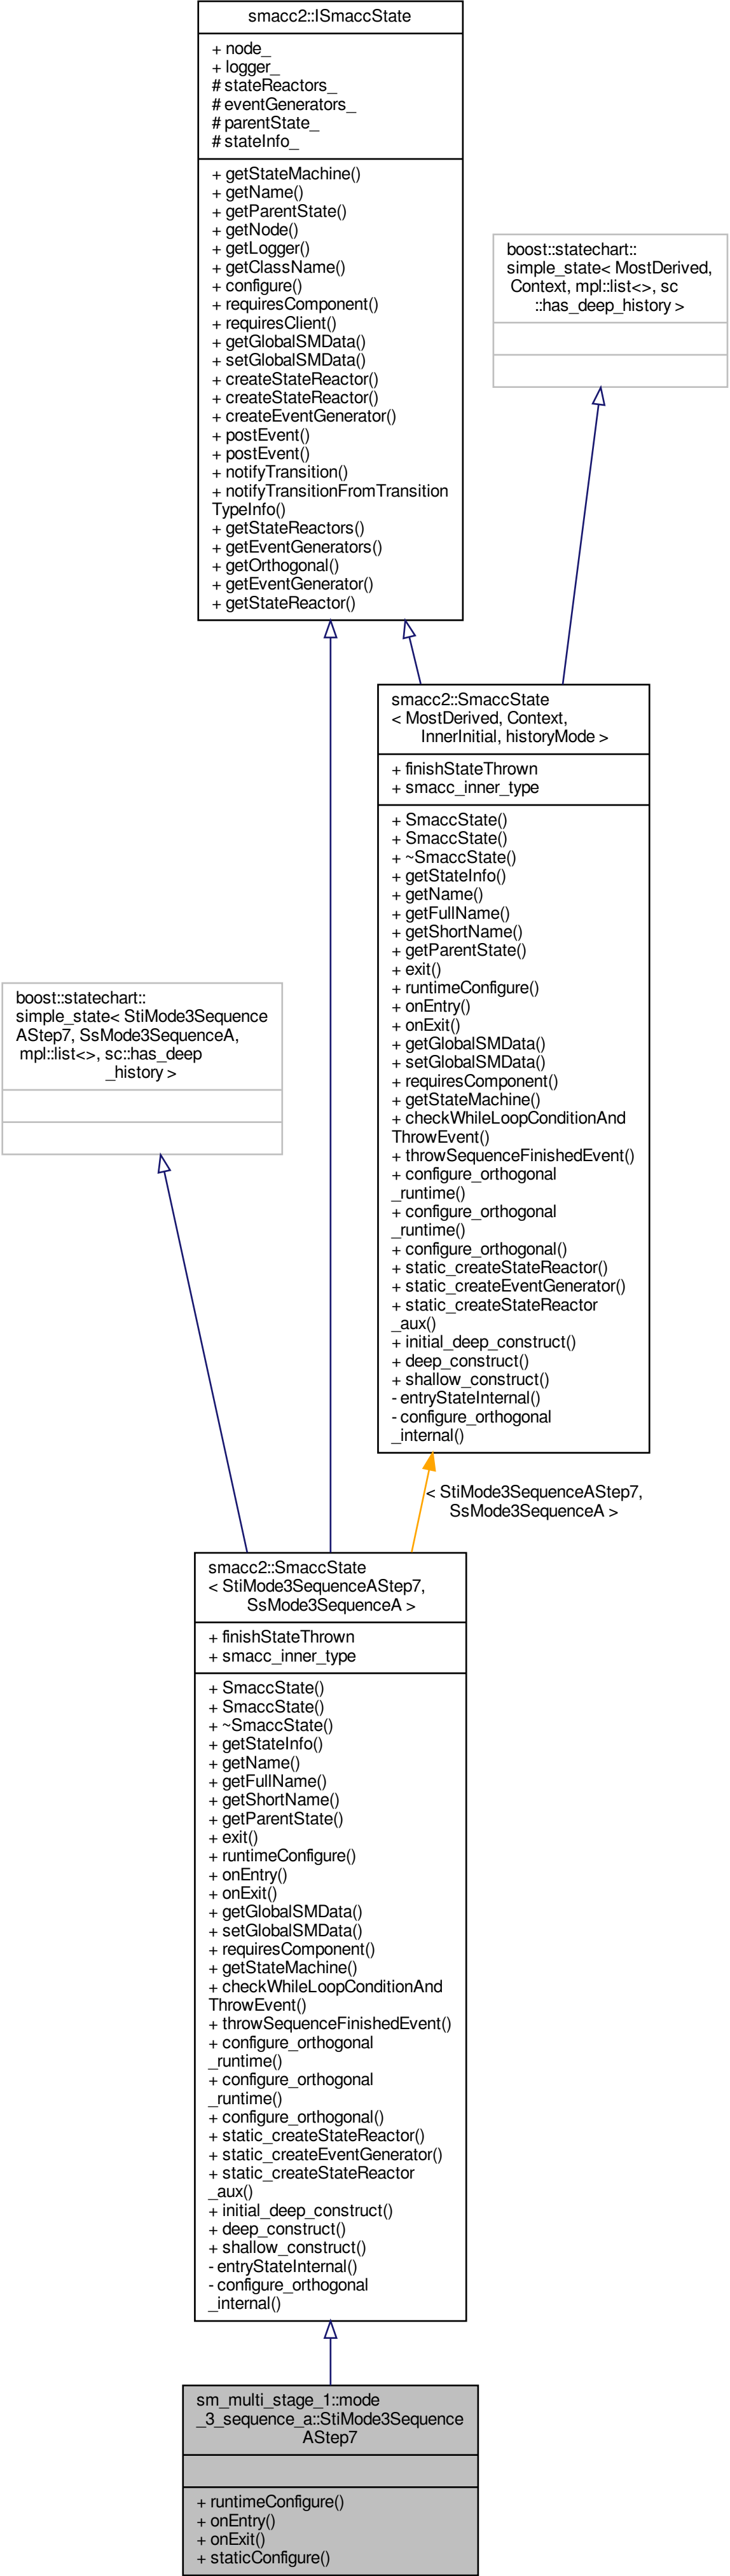 smacc2::ISmaccState
+ node_
+ logger_
# stateReactors_
# eventGenerators_
# parentState_
# stateInfo_
+ getStateMachine()
+ getName()
+ getParentState()
+ getNode()
+ getLogger()
+ getClassName()
+ configure()
+ requiresComponent()
+ requiresClient()
+ getGlobalSMData()
+ setGlobalSMData()
+ createStateReactor()
+ createStateReactor()
+ createEventGenerator()
+ postEvent()
+ postEvent()
+ notifyTransition()
+ notifyTransitionFromTransition
TypeInfo()
+ getStateReactors()
+ getEventGenerators()
+ getOrthogonal()
+ getEventGenerator()
+ getStateReactor()
boost::statechart::
simple_state< MostDerived,
Context, mpl::list<>, sc
::has_deep_history >
smacc2::SmaccState
< MostDerived, Context,
InnerInitial, historyMode >
+ finishStateThrown
+ smacc_inner_type
+ SmaccState()
+ SmaccState()
+ ~SmaccState()
+ getStateInfo()
+ getName()
+ getFullName()
+ getShortName()
+ getParentState()
+ exit()
+ runtimeConfigure()
+ onEntry()
+ onExit()
+ getGlobalSMData()
+ setGlobalSMData()
+ requiresComponent()
+ getStateMachine()
+ checkWhileLoopConditionAnd
ThrowEvent()
+ throwSequenceFinishedEvent()
+ configure_orthogonal
_runtime()
+ configure_orthogonal
_runtime()
+ configure_orthogonal()
+ static_createStateReactor()
+ static_createEventGenerator()
+ static_createStateReactor
_aux()
+ initial_deep_construct()
+ deep_construct()
+ shallow_construct()
- entryStateInternal()
- configure_orthogonal
_internal()
boost::statechart::
simple_state< StiMode3Sequence
AStep7, SsMode3SequenceA,
mpl::list<>, sc::has_deep
_history >
< StiMode3SequenceAStep7,
SsMode3SequenceA >
smacc2::SmaccState
< StiMode3SequenceAStep7,
SsMode3SequenceA >
+ finishStateThrown
+ smacc_inner_type
+ SmaccState()
+ SmaccState()
+ ~SmaccState()
+ getStateInfo()
+ getName()
+ getFullName()
+ getShortName()
+ getParentState()
+ exit()
+ runtimeConfigure()
+ onEntry()
+ onExit()
+ getGlobalSMData()
+ setGlobalSMData()
+ requiresComponent()
+ getStateMachine()
+ checkWhileLoopConditionAnd
ThrowEvent()
+ throwSequenceFinishedEvent()
+ configure_orthogonal
_runtime()
+ configure_orthogonal
_runtime()
+ configure_orthogonal()
+ static_createStateReactor()
+ static_createEventGenerator()
+ static_createStateReactor
_aux()
+ initial_deep_construct()
+ deep_construct()
+ shallow_construct()
- entryStateInternal()
- configure_orthogonal
_internal()
sm_multi_stage_1::mode
_3_sequence_a::StiMode3Sequence
AStep7
+ runtimeConfigure()
+ onEntry()
+ onExit()
+ staticConfigure()